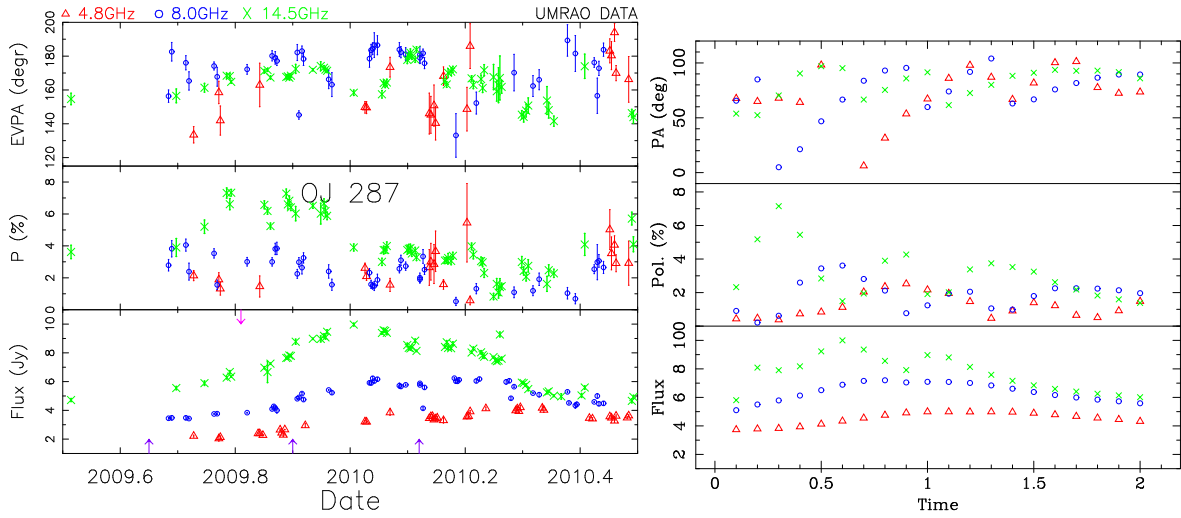 △ 4.8GHz ○ 8.0GHz × 14.5GHz UMRAO DATA
EVPA (degr)
200
180
160
140
120
P (%)
8
6
4
2
OJ 287
Flux (Jy)
100
8
6
4
2
2009.6 2009.8 2010 2010.2 2010.4
Date
PA (deg)
100
50
0
Pol. (%)
8
6
4
2
Flux
100
8
6
4
2
0 0.5 1 1.5 2
Time